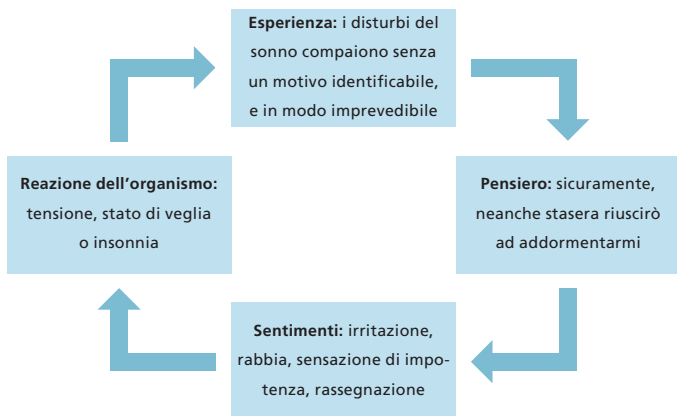 Esperienza: i disturbi del
sonno compaiono senza
un motivo identificabile,
e in modo imprevedibile
Pensiero: sicuramente,
neanche stasera riuscirò
ad addormentarmi
Sentimenti: irritazione,
rabbia, sensazione di impo-
tenza, rassegnazione
Reazione dell’organismo:
tensione, stato di veglia
o insonnia